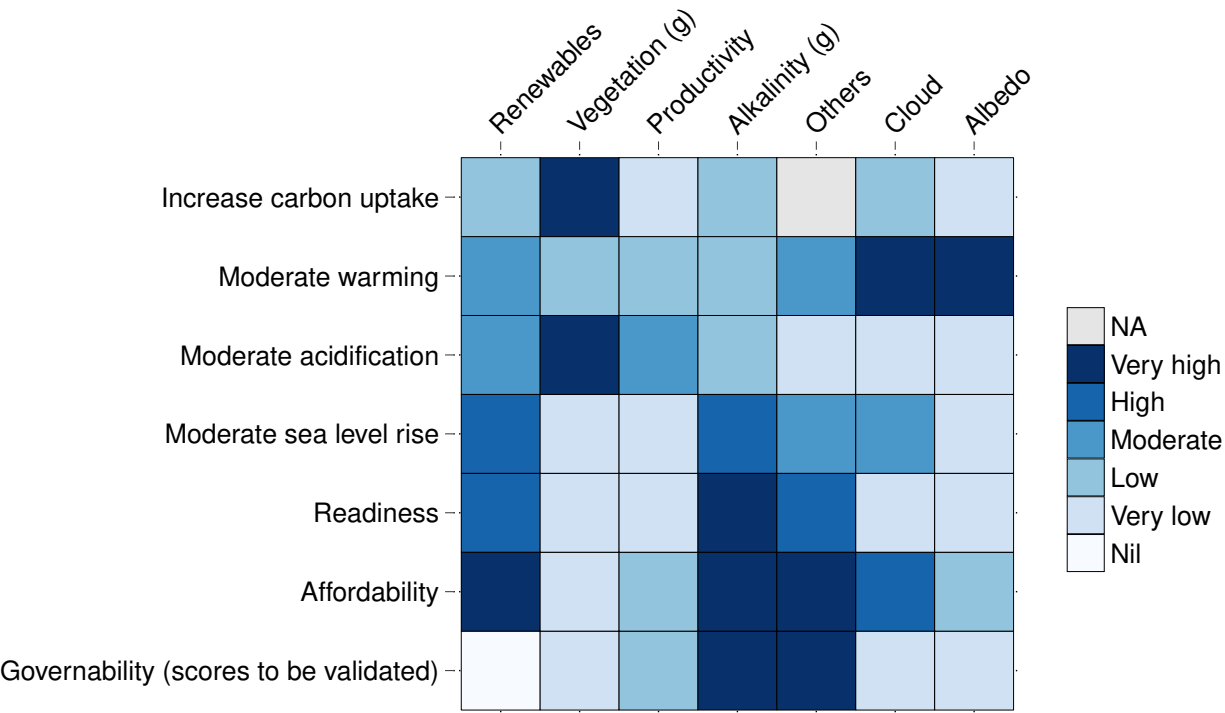 Renewables
Vegetation (g)
Productivity
Alkalinity (g)
Others
Cloud
Albedo
Increase carbon uptake
Moderate warming
Moderate acidification
Moderate sea level rise
Readiness
Affordability
Governability (scores to be validated)
NA
Very high
High
Moderate
Low
Very low
Nil